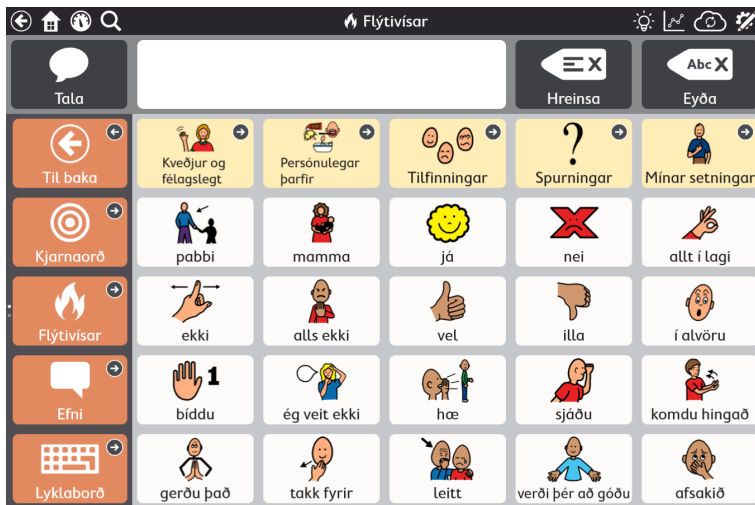 Flýtivísar
Abc X
Tala
Hreinsa
Eyða
Til baka
Kveðjur og
félagslegt
Persónulegar
þarfir
Tilfinningar
?
Spurningar
Mínar setningar
Kjarnaorð
pabbi
mamma
já
nei
allt í lagi
Flýtivísar
ekki
alls ekki
vel
illa
í alvöru
Efni
1
bíddu
ég veit ekki
hæ
sjáðu
komdu hingað
Lyklaborð
gerðu það
takk fyrir
leitt
verði þér að góðu
afsakið